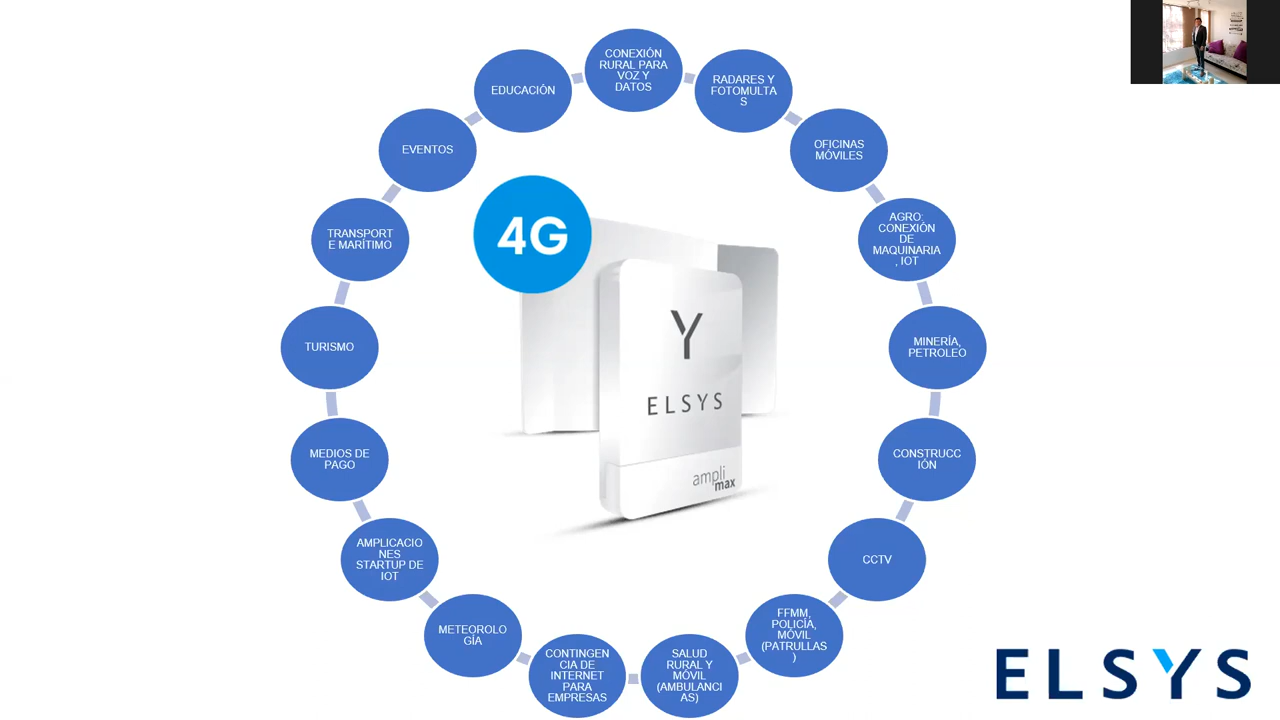 CONEXIÓN
RURAL PARA
VOZ Y
DATOS
RADARES Y
FOTOMULTA
S
OFICINAS
MÓVILES
AGRO:
CONEXIÓN
DE
MAQUINARIA
, IOT
MINERÍA,
PETROLEO
CONSTRUCC
IÓN
CCTV
FFMM,
POLICÍA,
MÓVIL
(PATRULLAS
)
SALUD
RURAL Y
MÓVIL
(AMBULANCI
AS)
CONTINGEN
CIA DE
INTERNET
PARA
EMPRESAS
METEOROLO
GÍA
AMPLICACIO
NES
STARTUP DE
IOT
MEDIOS DE
PAGO
TURISMO
TRANSPORT
E MARÍTIMO
EVENTOS
EDUCACIÓN
4G
Y
ELSYS
ampli
max
ELSYS